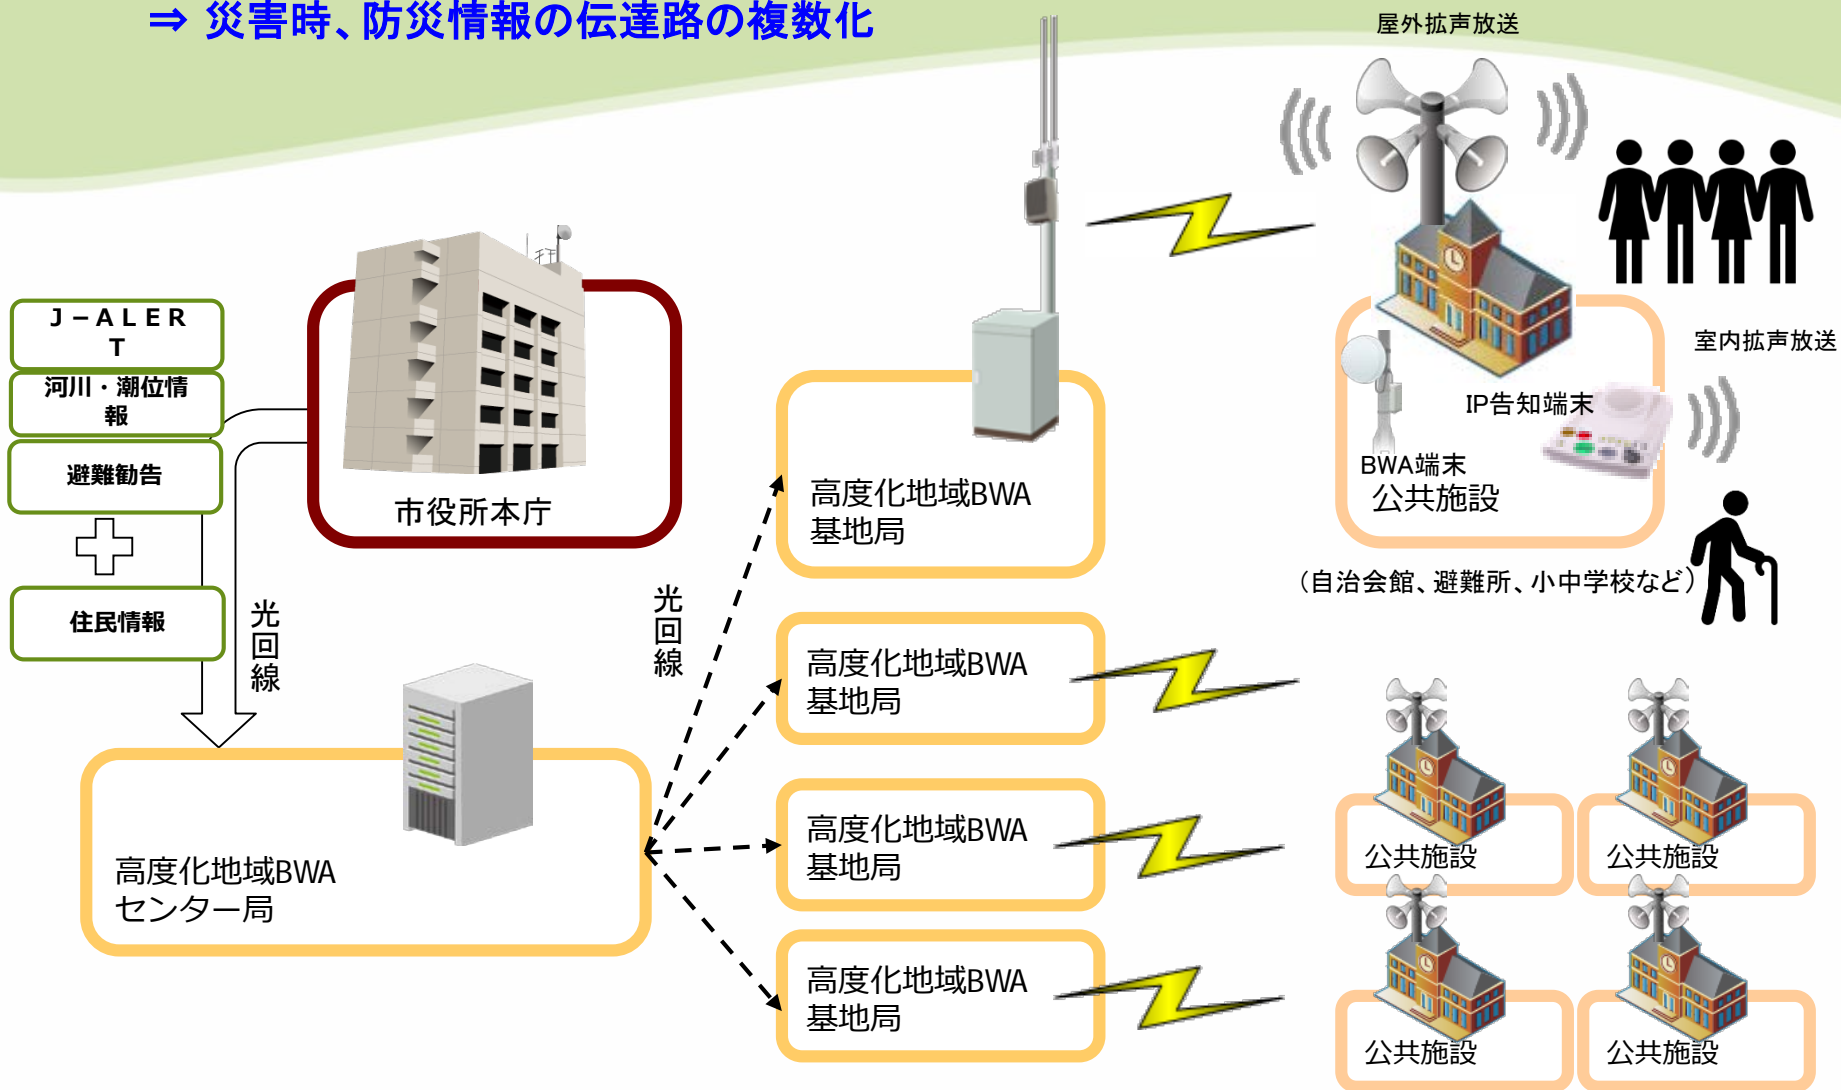 ⇒ 災害時、防災情報の伝達路の複数化
屋外拡声放送
J－ALER
T
河川・潮位情
報
避難勧告
住民情報
市役所本庁
光回線
高度化地域BWA
センター局
光回線
高度化地域BWA
基地局
高度化地域BWA
基地局
高度化地域BWA
基地局
高度化地域BWA
基地局
室内拡声放送
IP告知端末
BWA端末
公共施設
（自治会館、避難所、小中学校など）
公共施設
公共施設
公共施設
公共施設